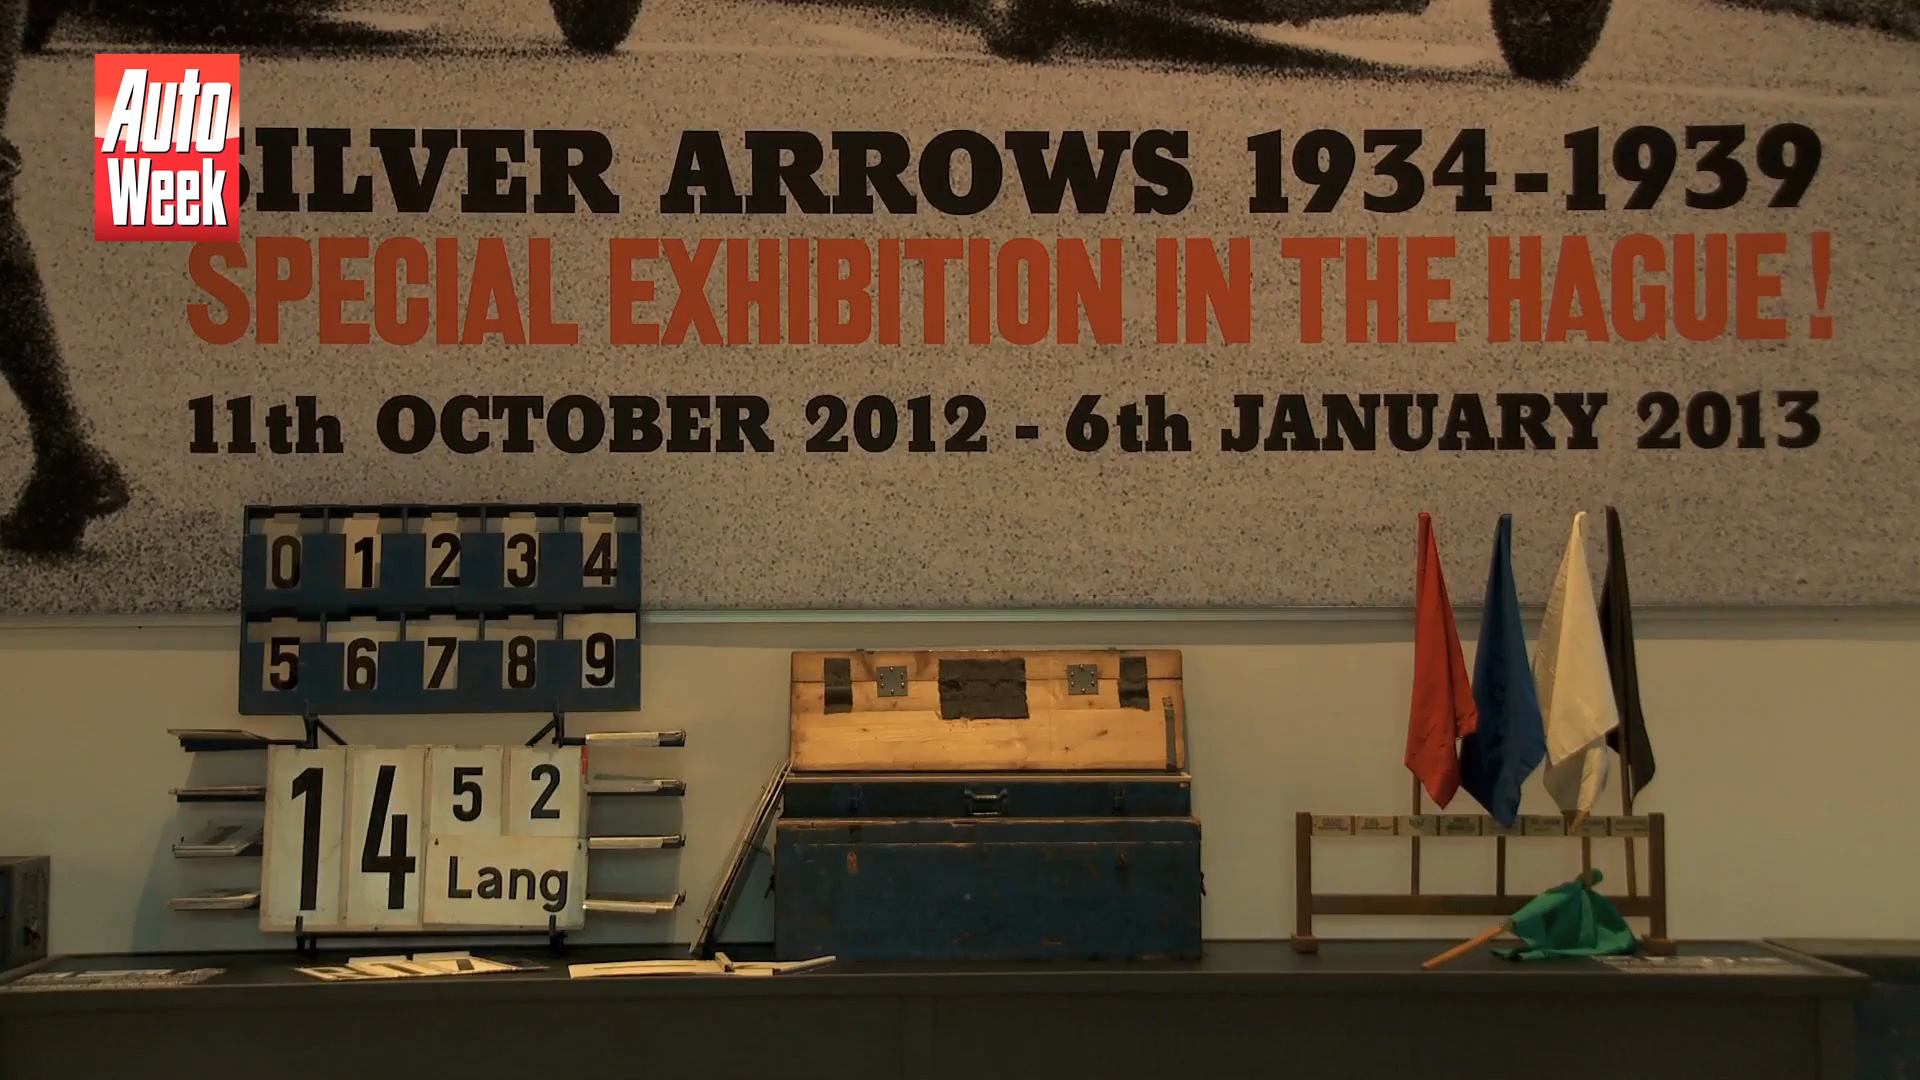 Auto
Week
SILVER ARROWS 1934-1939
SPECIAL EXHIBITION IN THE HAGUE!
11th OCTOBER 2012 - 6th JANUARY 2013
0 1 2 3 4
5 6 7 8 9
14 5 2
Lang